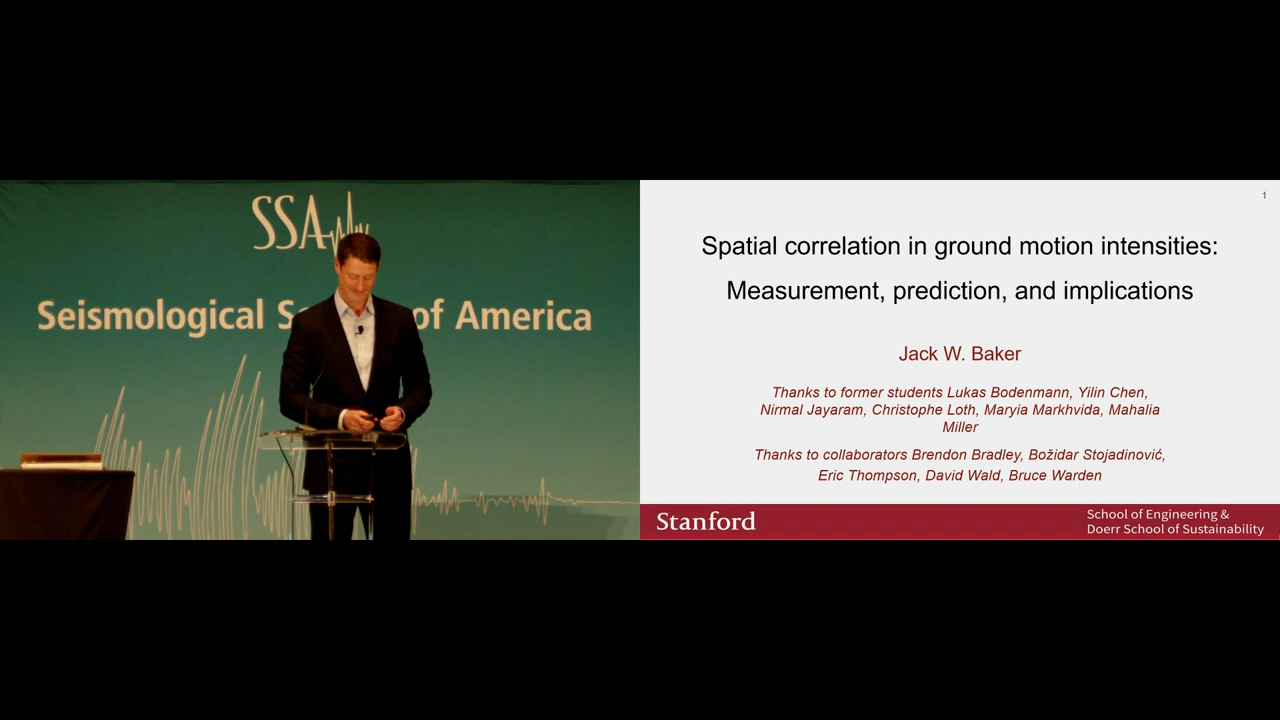 SSA
Seismological S of America
1
Spatial correlation in ground motion intensities:
Measurement, prediction, and implications
Jack W. Baker
Thanks to former students Lukas Bodenmann, Yilin Chen,
Nirmal Jayaram, Christophe Loth, Maryia Markhvida, Mahalia
Miller
Thanks to collaborators Brendon Bradley, Božidar Stojadinović,
Eric Thompson, David Wald, Bruce Warden
Stanford
School of Engineering &
Doerr School of Sustainability